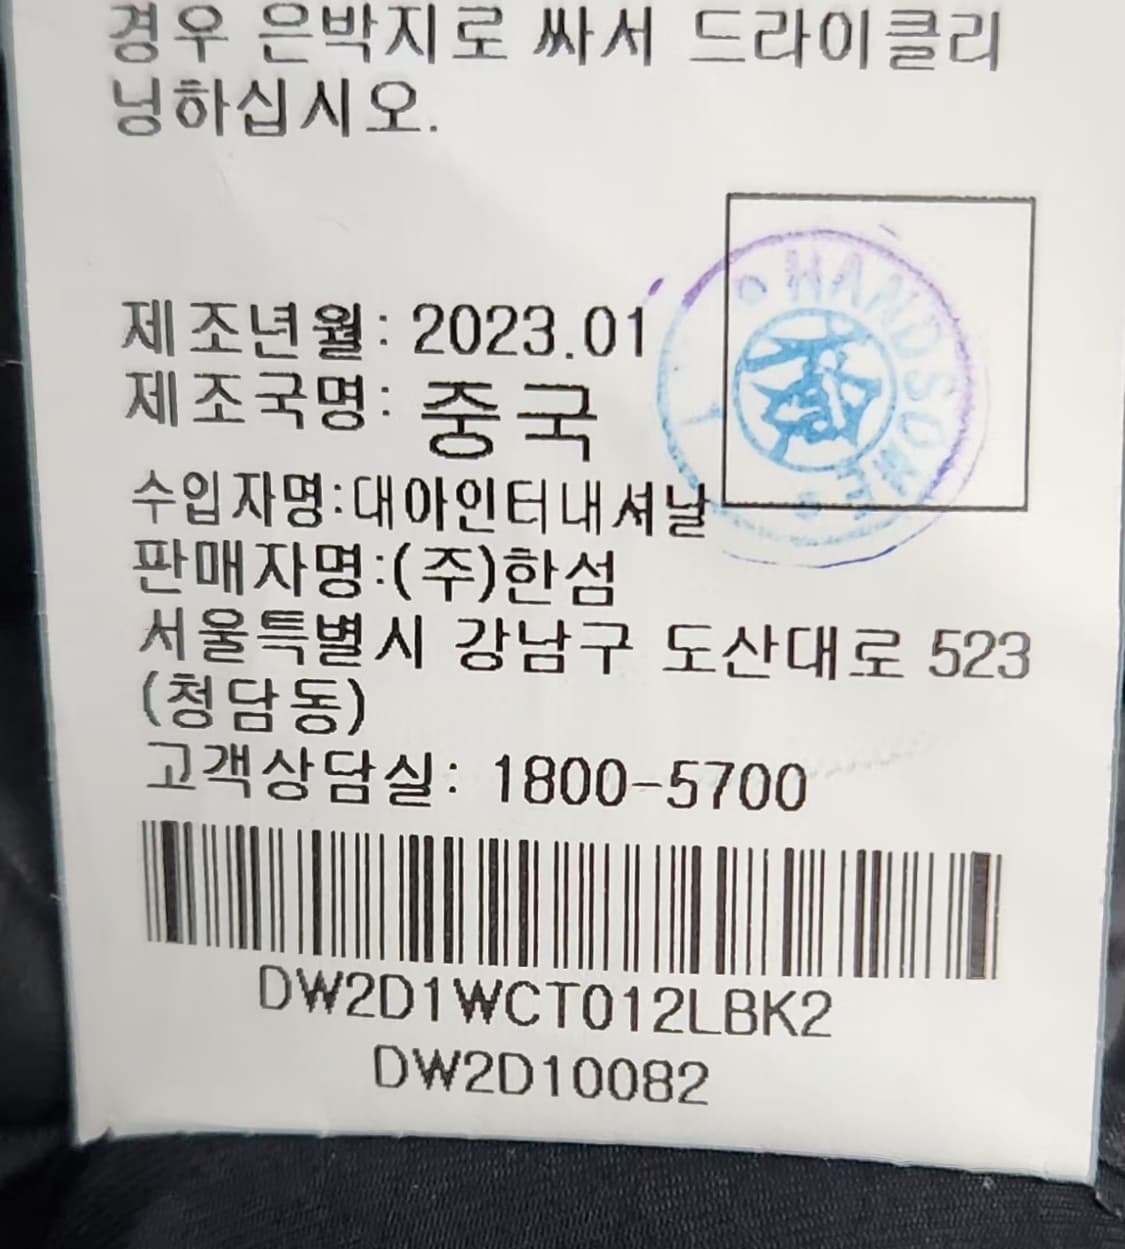 경우 은박지로 싸서 드라이클리
닝하십시오.
HANDSOME
제조년월: 2023.01
제조국명: 중국
수입자명:대아인터내셔날
판매자명:(주)한섬
서울특별시 강남구 도산대로 523
(청담동)
고객상담실: 1800-5700
DW2D1WCT012LBK2
DW2D10082